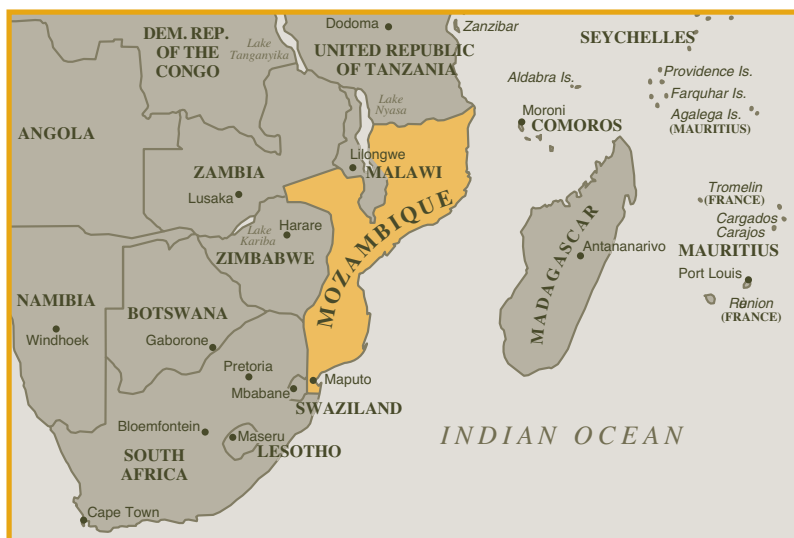 Dodoma
Zanzibar
DEM. REP.
OF THE
CONGO
Lake
Tanganyika
UNITED REPUBLIC
OF TANZANIA
SEYCHELLES
Aldabra Is.
Providence Is.
Farquhar Is.
Agalega Is.
(MAURITIUS)
Lake
Nyasa
Moroni
COMOROS
ANGOLA
ZAMBIA
Lusaka
Lilongwe
MALAWI
MOZAMBIQUE
Lake
Kariba
Harare
ZIMBABWE
MADAGASCAR
Antananarivo
Tromelin
(FRANCE)
Cargados
Carajos
MAURITIUS
Port Louis
Rènion
(FRANCE)
NAMIBIA
Windhoek
BOTSWANA
Gaborone
Pretoria
Mbabane
Maputo
SWAZILAND
Bloemfontein
Maseru
LESOTHO
SOUTH
AFRICA
Cape Town
INDIAN OCEAN